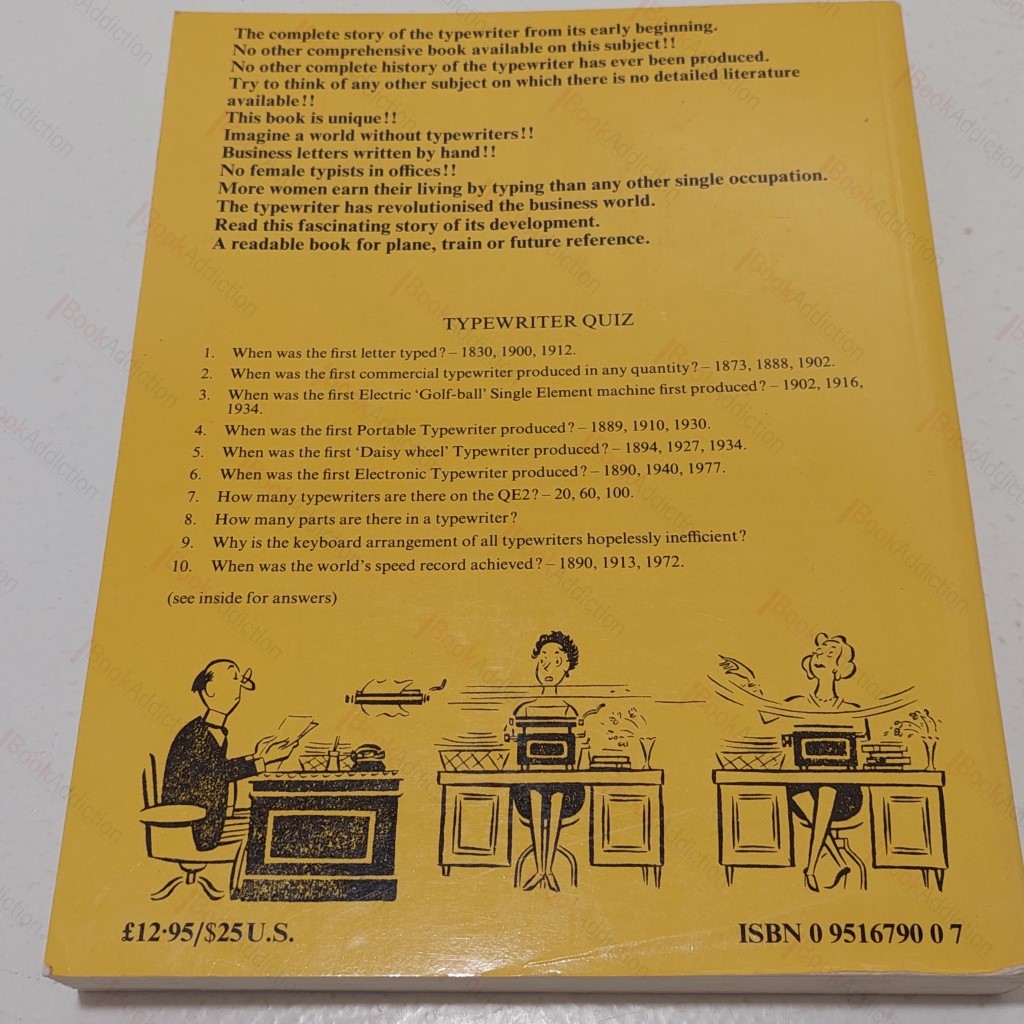 The complete story of the typewriter from its early beginning.
No other comprehensive book available on this subject!!
No other complete history of the typewriter has ever been produced.
Try to think of any other subject on which there is no detailed literature
available!!
This book is unique!!
Imagine a world without typewriters!!
Business letters written by hand!!
No female typists in offices!!
More women earn their living by typing than any other single occupation.
The typewriter has revolutionised the business world.
Read this fascinating story of its development.
A readable book for plane, train or future reference.
TYPEWRITER QUIZ
1. When was the first letter typed? – 1830, 1900, 1912.
2. When was the first commercial typewriter produced in any quantity? – 1873, 1888, 1902.
3. When was the first Electric 'Golf-ball' Single Element machine first produced? – 1902, 1916,
1934.
4. When was the first Portable Typewriter produced? – 1889, 1910, 1930.
5. When was the first 'Daisy wheel' Typewriter produced? – 1894, 1927, 1934.
6. When was the first Electronic Typewriter produced? – 1890, 1940, 1977.
7. How many typewriters are there on the QE2? – 20, 60, 100.
8. How many parts are there in a typewriter?
9. Why is the keyboard arrangement of all typewriters hopelessly inefficient?
10. When was the world's speed record achieved? – 1890, 1913, 1972.
(see inside for answers)
£12·95/$25 U.S.
ISBN 0 9516790 0 7
BookAddiction